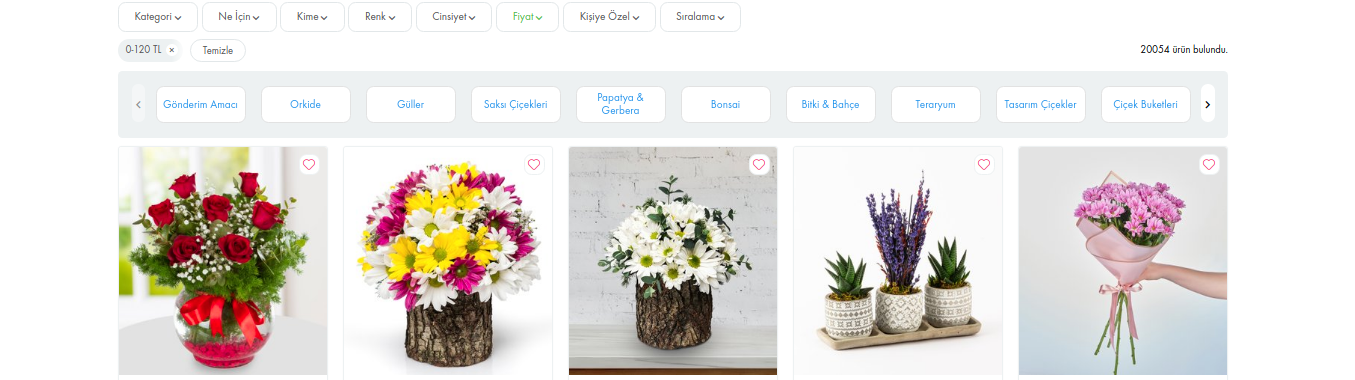 Kategori
Ne İçin
Kime
Renk
Cinsiyet
Fiyat
Kişiye Özel
Sıralama
0-120 TL ×
Temizle
20054 ürün bulundu.
Gönderim Amacı
Orkide
Güller
Saksı Çiçekleri
Papatya &
Gerbera
Bonsai
Bitki & Bahçe
Teraryum
Tasarım Çiçekler
Çiçek Buketleri